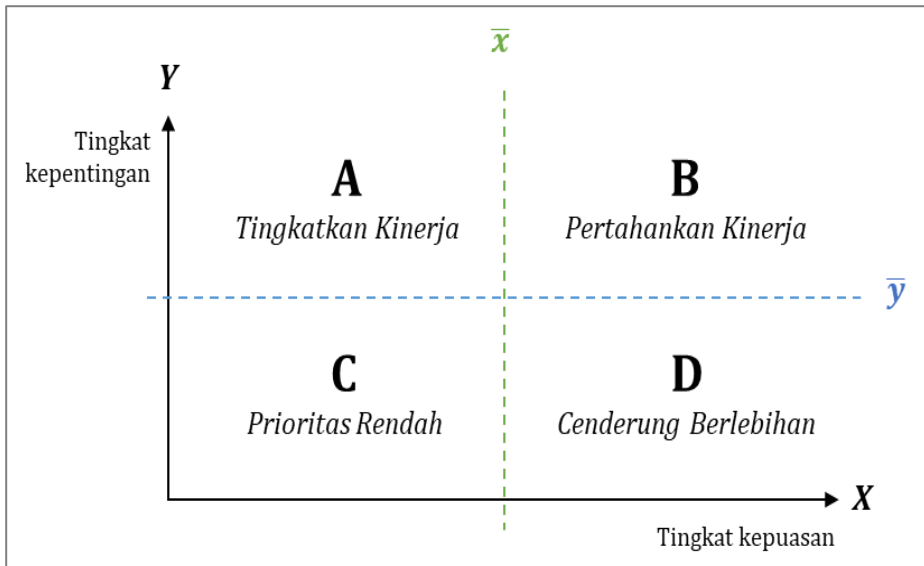 x̅
Y
Tingkat
kepentingan
A
Tingkatkan Kinerja
B
Pertahankan Kinerja
y̅
C
Prioritas Rendah
D
Cenderung Berlebihan
X
Tingkat kepuasan